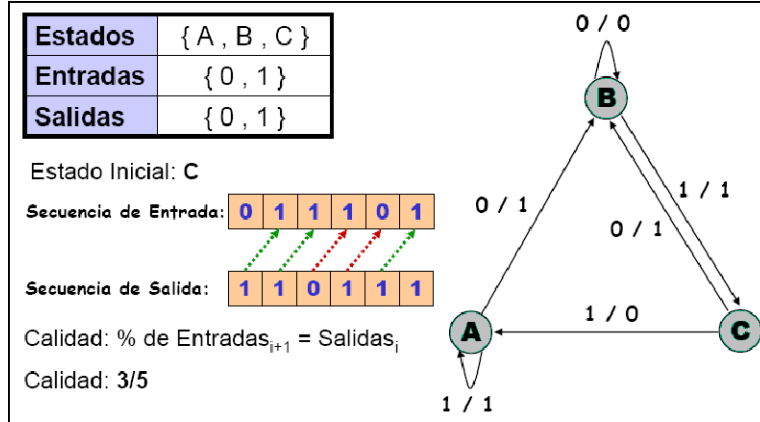 Estados { A , B , C }
Entradas { 0 , 1 }
Salidas { 0 , 1 }
Estado Inicial: C
Secuencia de Entrada: 0 1 1 1 0 1
Secuencia de Salida: 1 1 0 1 1 1
Calidad: % de Entradas i+1 = Salidas i
Calidad: 3/5
0 / 0
B
0 / 1
1 / 1
0 / 1
A
1 / 0
C
1 / 1